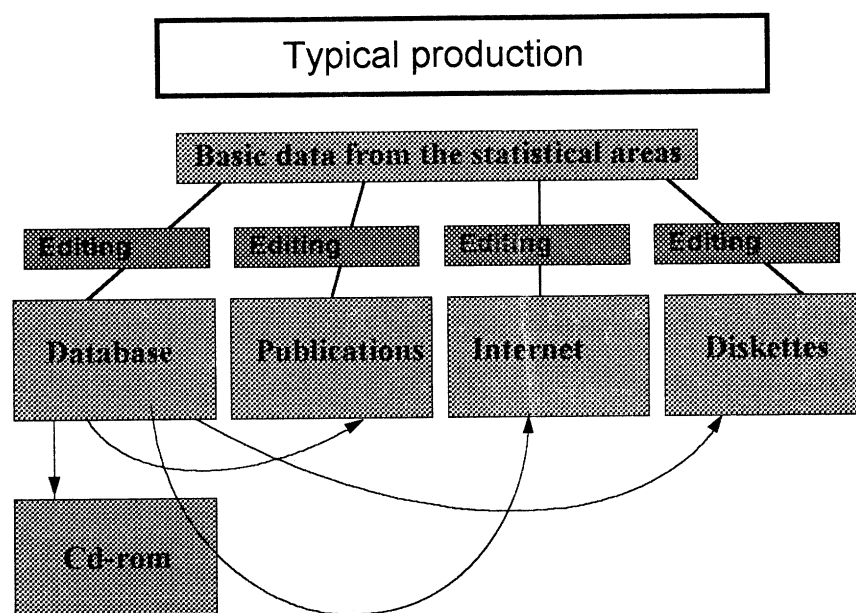 Typical production
Basic data from the statistical areas
Editing
Editing
Editing
Editing
Database
Publications
Internet
Diskettes
Cd-rom